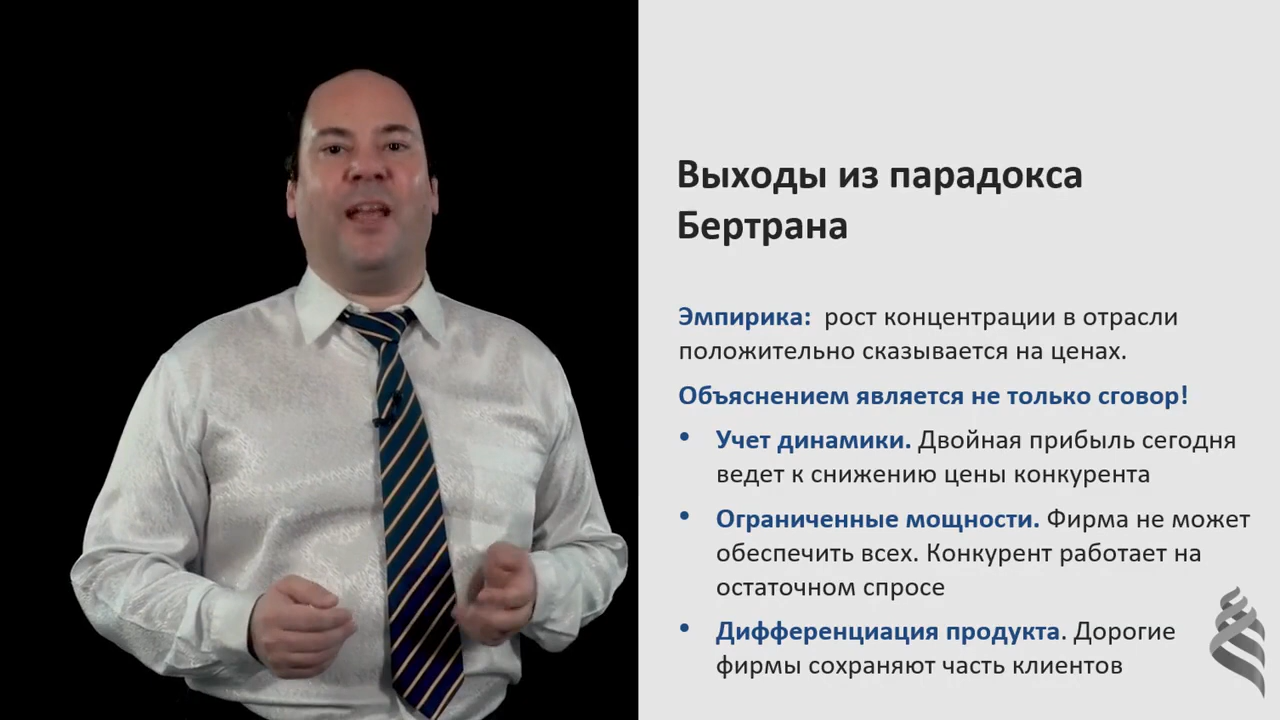 Выходы из парадокса
Бертрана
Эмпирика: рост концентрации в отрасли
положительно сказывается на ценах.
Объяснением является не только сговор!
• Учет динамики. Двойная прибыль сегодня
ведет к снижению цены конкурента
• Ограниченные мощности. Фирма не может
обеспечить всех. Конкурент работает на
остаточном спросе
• Дифференциация продукта. Дорогие
фирмы сохраняют часть клиентов